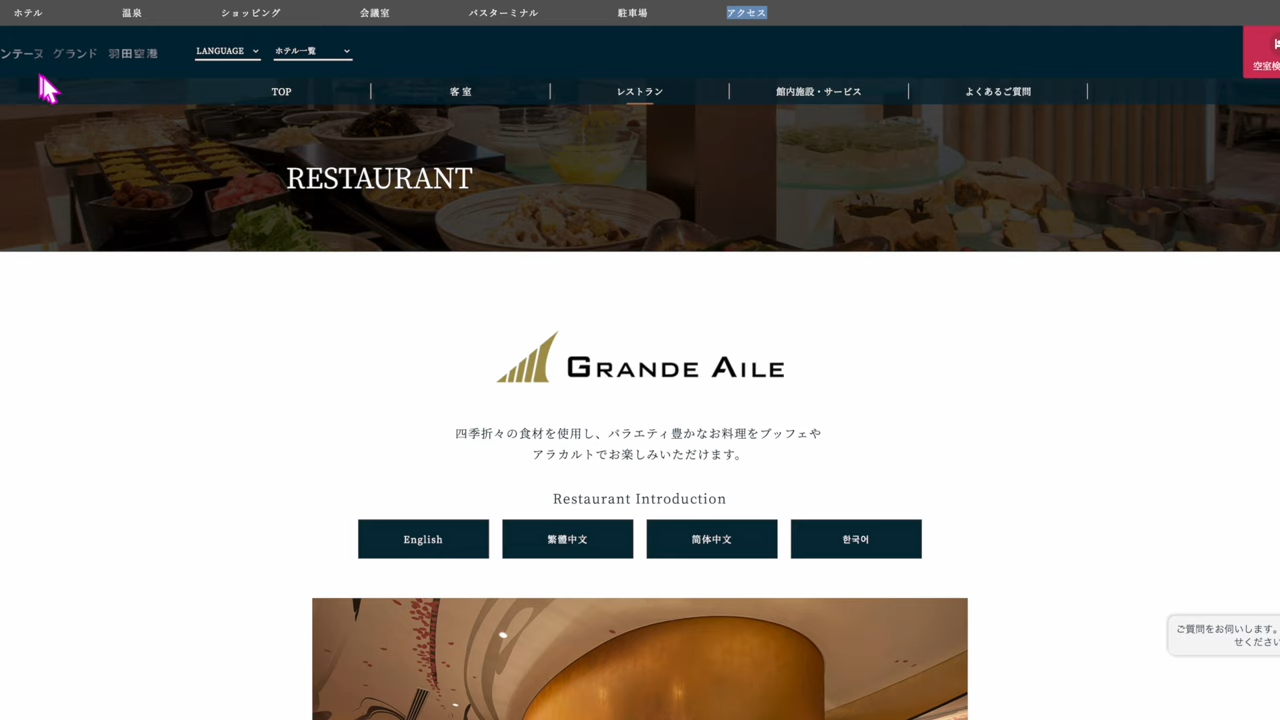 ホテル 温泉 ショッピング 会議室 バスターミナル 駐車場 アクセス
ンテーヌ グランド 羽田空港 LANGUAGE ホテル一覧
空室検
TOP 客室 レストラン 館内施設・サービス よくあるご質問
RESTAURANT
GRANDE AILE
四季折々の食材を使用し、バラエティ豊かなお料理をブッフェや
アラカルトでお楽しみいただけます。
Restaurant Introduction
English 繁體中文 简体中文 한국어
ご質問をお伺いします。
せください